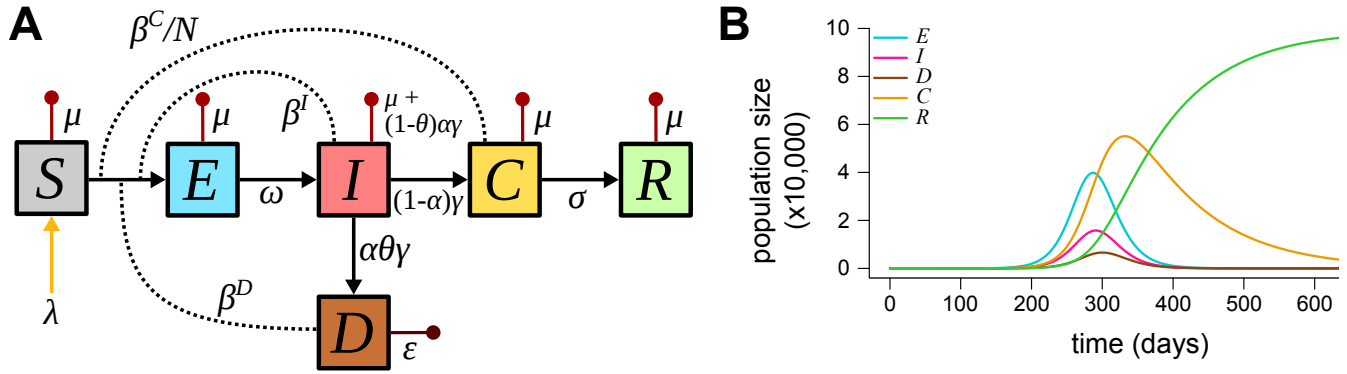 A
β^C/N
β^I
μ
μ
μ +
(1-θ)αγ
μ
μ
S
E
I
C
R
ω
(1-α)γ
σ
αθγ
λ
β^D
D
ε
B
population size
(x10,000)
10
8
6
4
2
0
E
I
D
C
R
0
100
200
300
400
500
600
time (days)